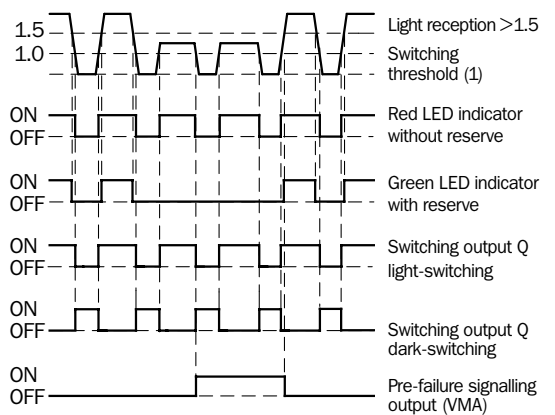 Light reception >1.5
1.5
1.0
Switching
threshold (1)
ON
OFF
Red LED indicator
without reserve
ON
OFF
Green LED indicator
with reserve
ON
OFF
Switching output Q
light-switching
ON
OFF
Switching output Q
dark-switching
ON
OFF
Pre-failure signalling
output (VMA)